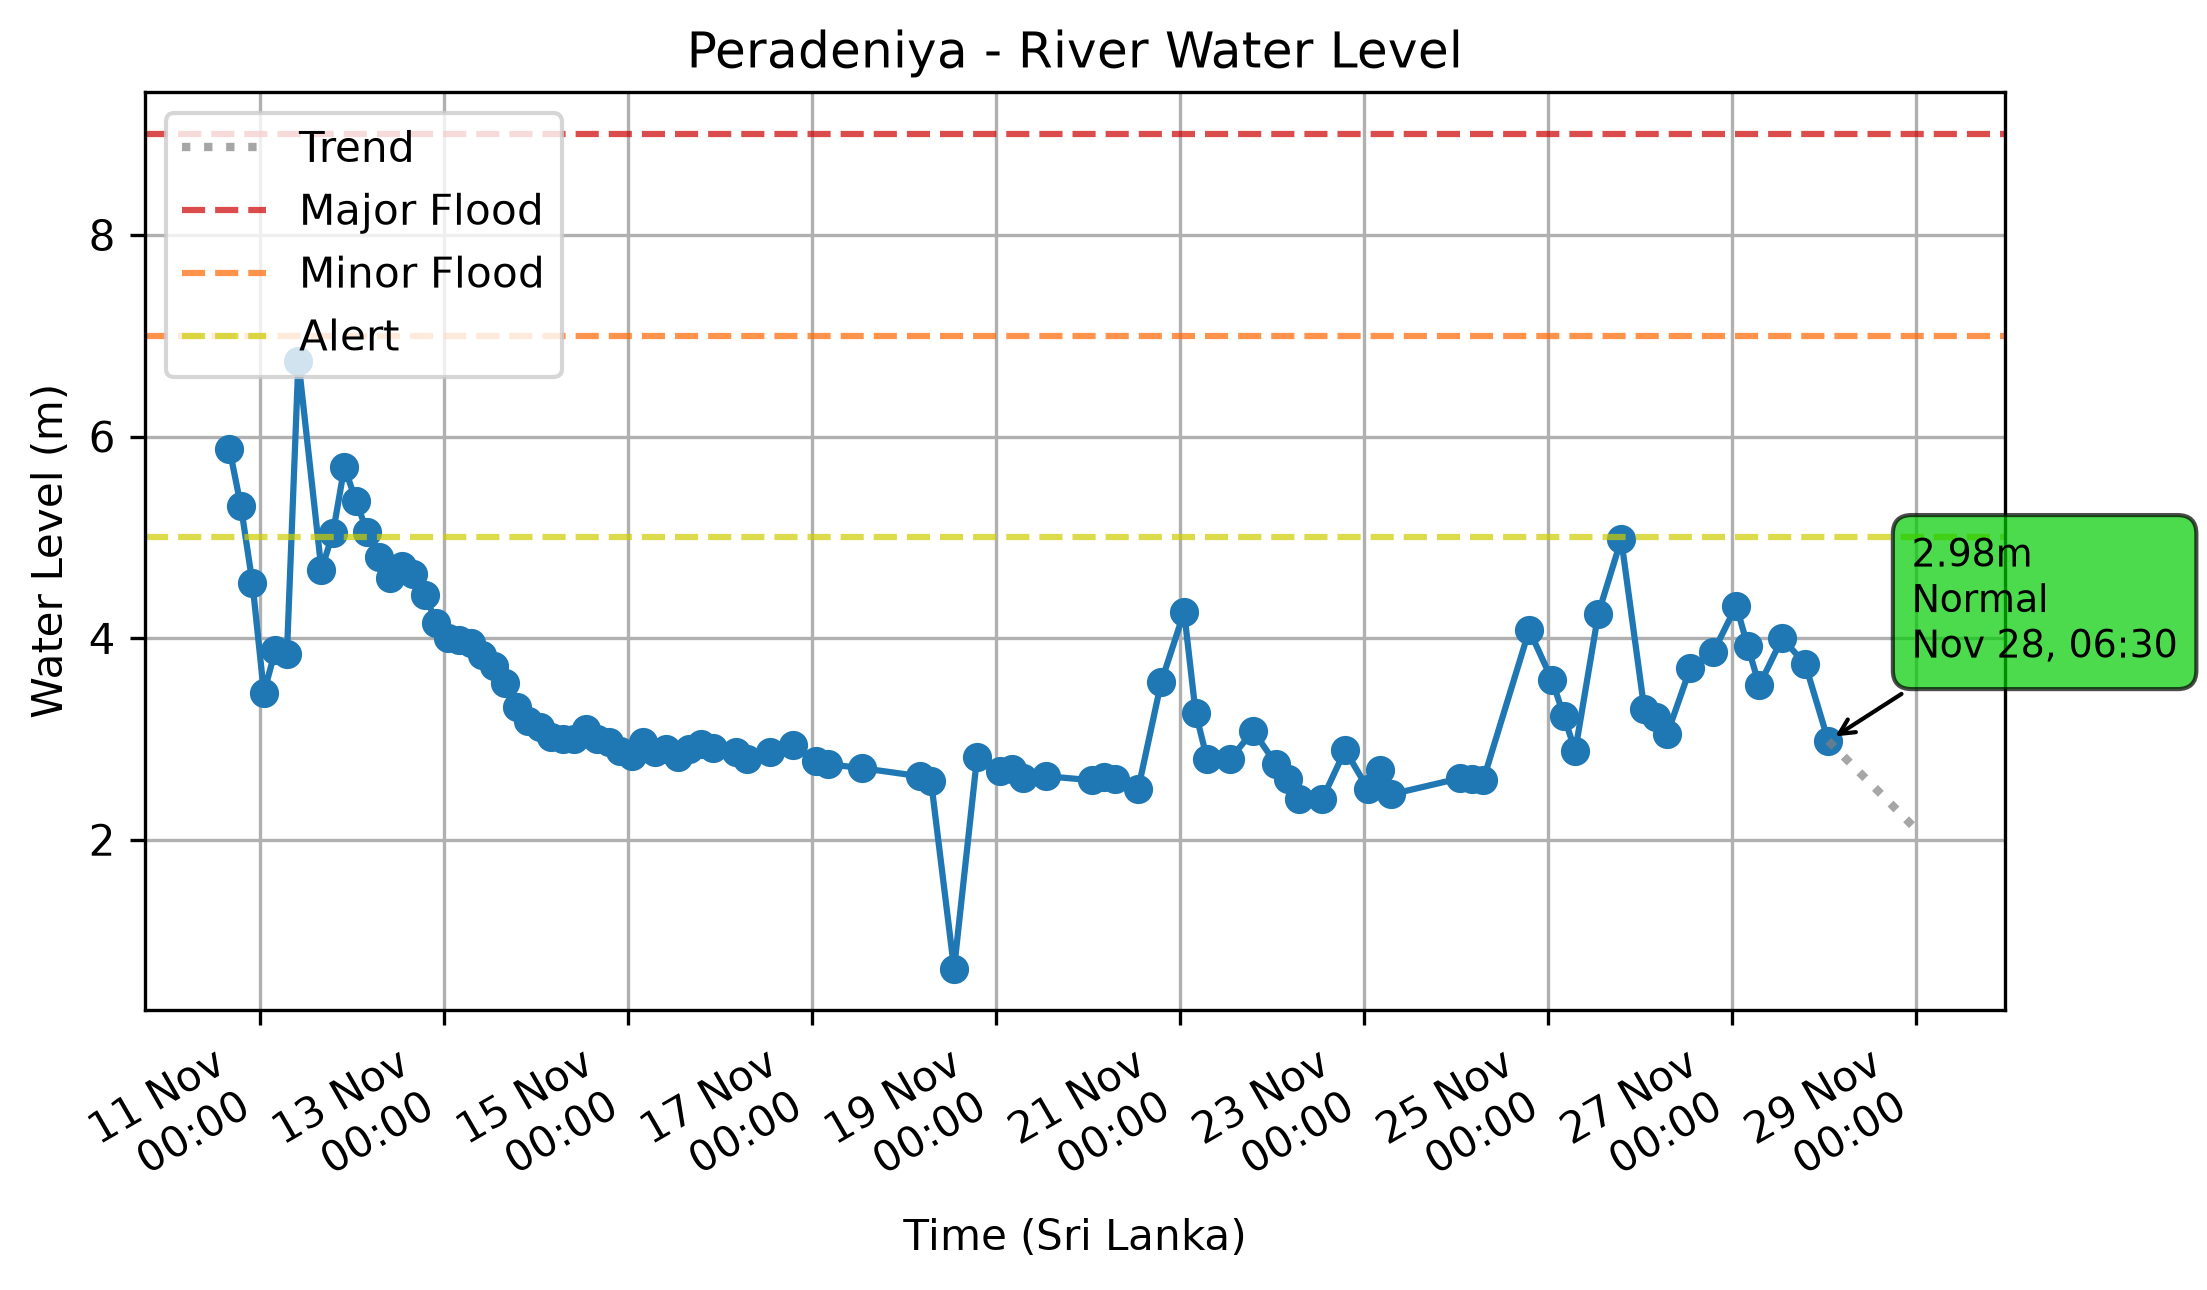 Peradeniya - River Water Level
Trend
Major Flood
Minor Flood
Alert
Water Level (m)
8
6
4
2
2.98m
Normal
Nov 28, 06:30
11 Nov
00:00
13 Nov
00:00
15 Nov
00:00
17 Nov
00:00
19 Nov
00:00
21 Nov
00:00
23 Nov
00:00
25 Nov
00:00
27 Nov
00:00
29 Nov
00:00
Time (Sri Lanka)